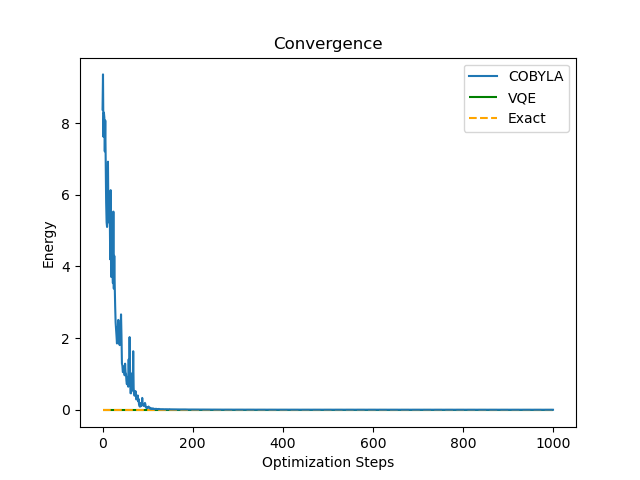 Convergence
COBYLA
VQE
Exact
Energy
8
6
4
2
0
0 200 400 600 800 1000
Optimization Steps